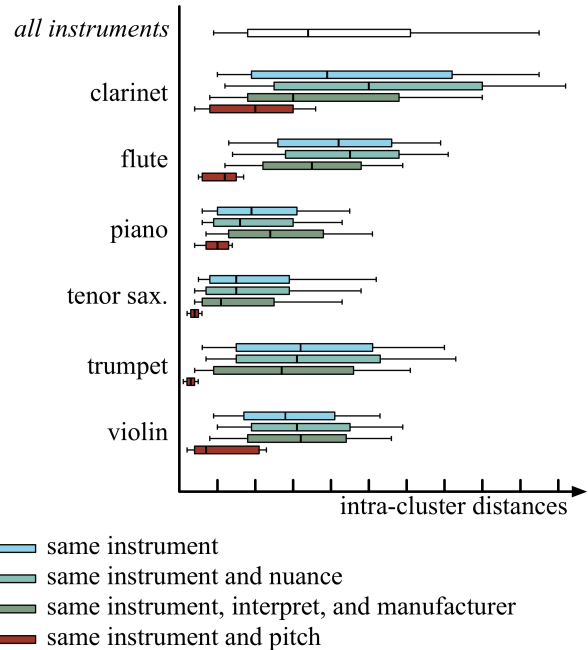 all instruments
clarinet
flute
piano
tenor sax.
trumpet
violin
intra-cluster distances
same instrument
same instrument and nuance
same instrument, interpret, and manufacturer
same instrument and pitch